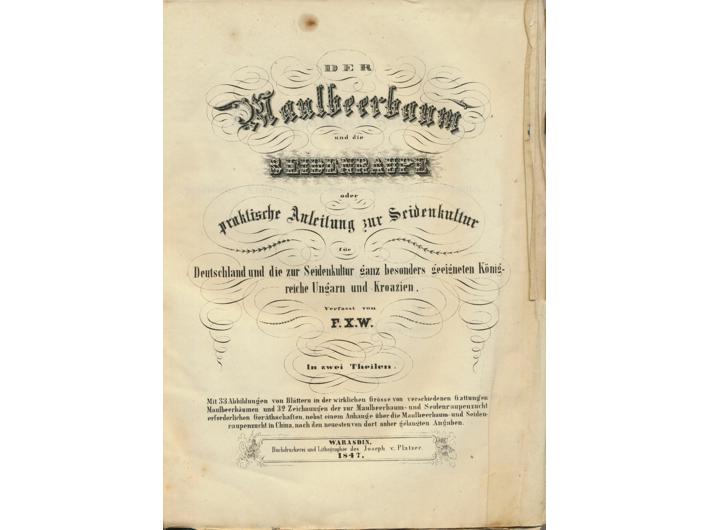 DER
Maulbeerbaum
und die
SEIDENRAUPE
oder
praktische Anleitung zur Seidenkultur
für
Deutschland und die zur Seidenkultur ganz besonders geeigneten König-
reiche Ungarn und Kroazien.
Verfasst von
F.X.W.
In zwei Theilen.
Mit 33 Abbildungen von Blättern in der wirklichen Grösse von verschiedenen Gattungen
Maulbeerbäumen und 32 Zeichnungen der zur Maulbeerbaum- und Seidenraupenzucht
erforderlichen Geräthschaften, nebst einem Anhange über die Maulbeerbaum- und Seiden-
raupenzucht in China, nach den neuesten von dort anher gelangten Angaben.
WARASDIN,
Buchdruckerei und Lithographie des Joseph v. Platzer.
1847.